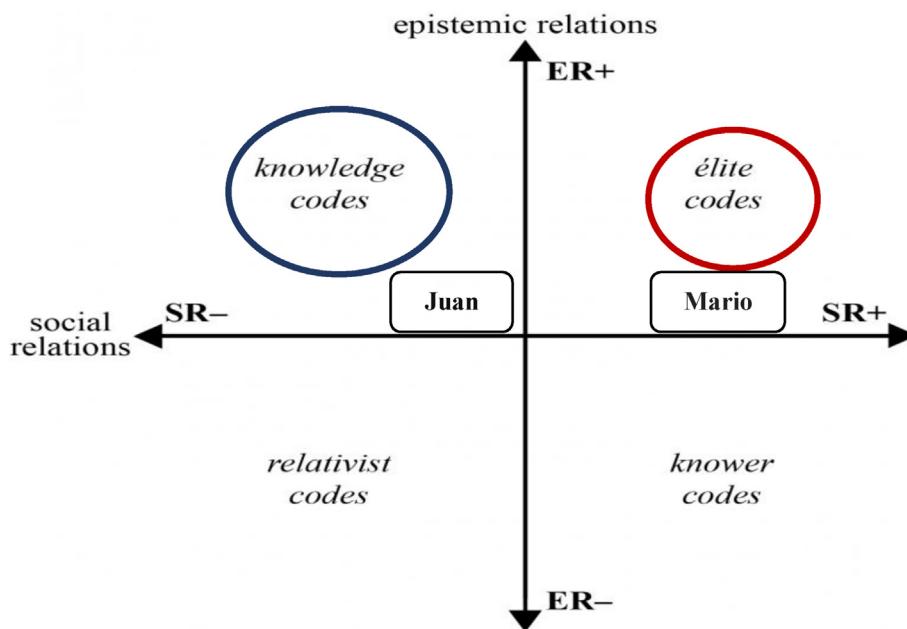 epistemic relations
ER+
knowledge
codes
élite
codes
Juan
Mario
social
relations
SR–
SR+
relativist
codes
knower
codes
ER–